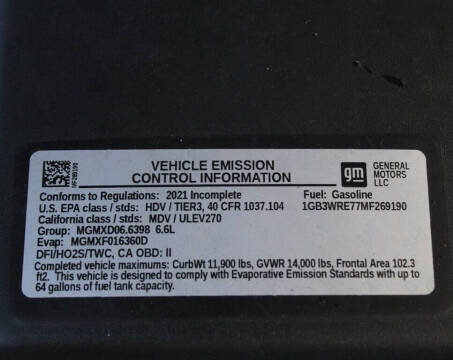 VEHICLE EMISSION
CONTROL INFORMATION
gm GENERAL
MOTORS
LLC
Conforms to Regulations: 2021 Incomplete Fuel: Gasoline
U.S. EPA class / stds: HDV / TIER3, 40 CFR 1037.104 1GB3WRE77MF269190
California class / stds: MDV / ULEV270
Group: MGMXD06.6398 6.6L
Evap: MGMXF016360D
DFI/HO2S/TWC, CA OBD: II
Completed vehicle maximums: CurbWt 11,900 lbs, GVWR 14,000 lbs, Frontal Area 102.3
ft2. This vehicle is designed to comply with Evaporative Emission Standards with up to
64 gallons of fuel tank capacity.